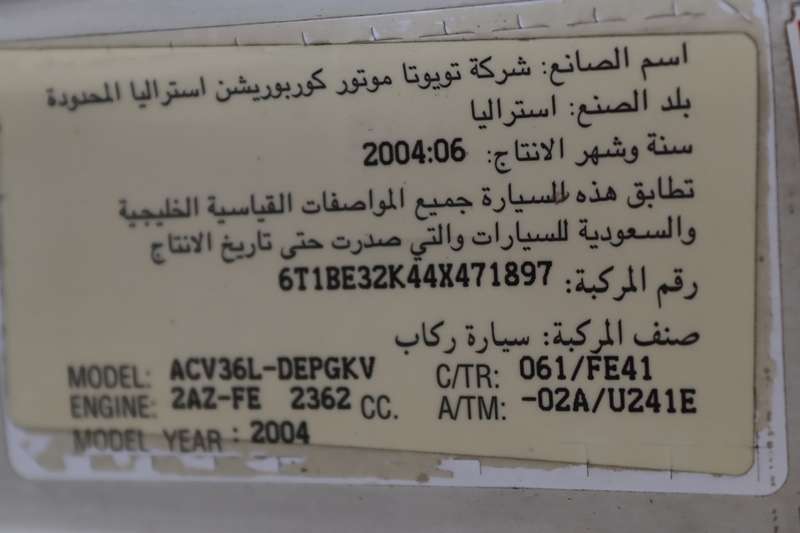 اسم الصانع: شركة تويوتا موتور كوربوريشن استراليا المحدودة
بلد الصنع: استراليا
سنة وشهر الانتاج: 2004:06
تطابق هذه السيارة جميع المواصفات القياسية الخليجية
والسعودية للسيارات والتي صدرت حتى تاريخ الانتاج
رقم المركبة: 6T1BE32K44X471897
صنف المركبة: سيارة ركاب
MODEL: ACV36L-DEPGKV C/TR: 061/FE41
ENGINE: 2AZ-FE 2362 CC. A/TM: -02A/U241E
MODEL YEAR : 2004